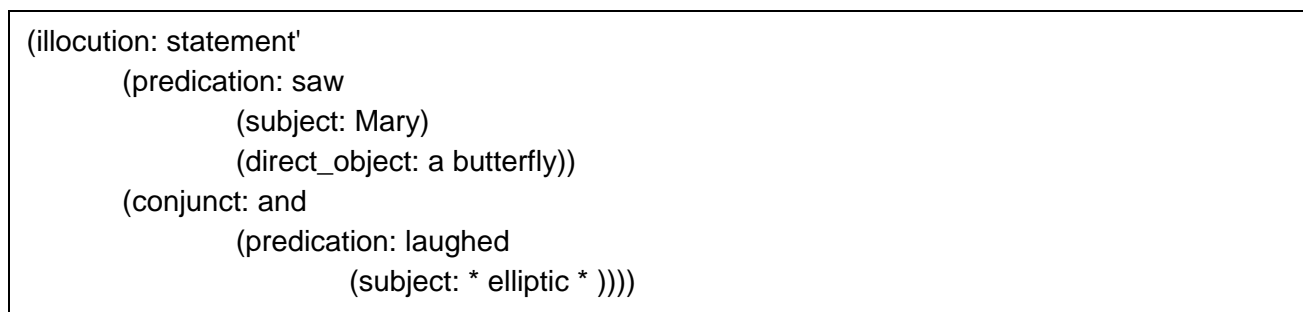 (illocution: statement'
(predication: saw
(subject: Mary)
(direct_object: a butterfly))
(conjunct: and
(predication: laughed
(subject: * elliptic * ))))